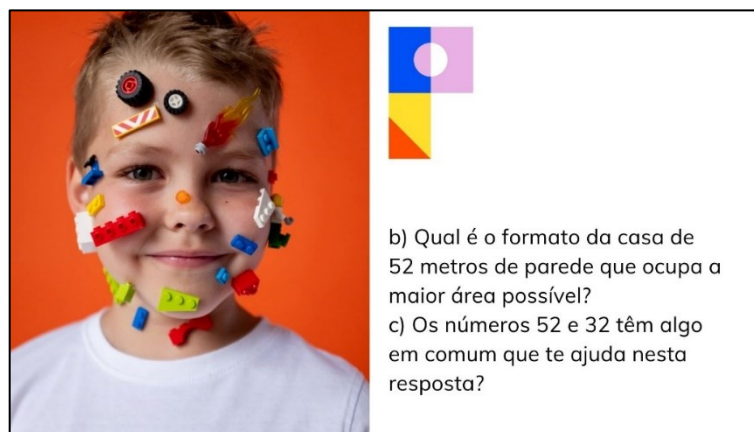 b) Qual é o formato da casa de
52 metros de parede que ocupa a
maior área possível?
c) Os números 52 e 32 têm algo
em comum que te ajuda nesta
resposta?